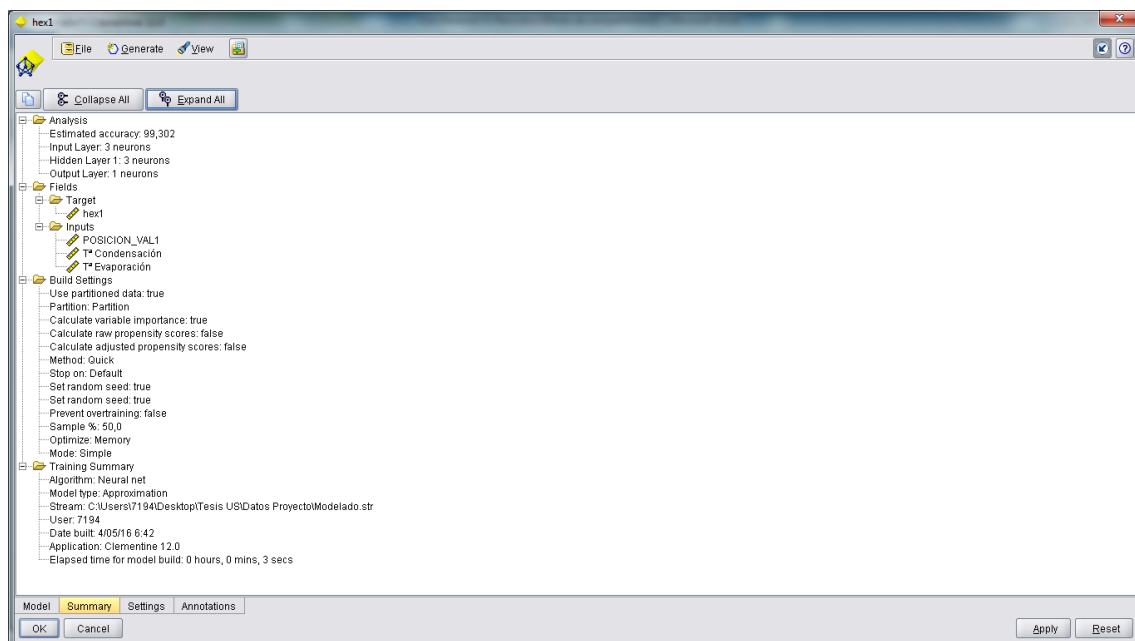 hex1
File Generate View
Collapse All Expand All
Analysis
Estimated accuracy: 99,302
Input Layer: 3 neurons
Hidden Layer 1: 3 neurons
Output Layer: 1 neurons
Fields
Target
hex1
Inputs
POSICION_VAL1
Tª Condensación
Tª Evaporación
Build Settings
Use partitioned data: true
Partition: Partition
Calculate variable importance: true
Calculate raw propensity scores: false
Calculate adjusted propensity scores: false
Method: Quick
Stop on: Default
Set random seed: true
Set random seed: true
Prevent overtraining: false
Sample %: 50,0
Optimize: Memory
Mode: Simple
Training Summary
Algorithm: Neural net
Model type: Approximation
Stream: C:\Users\7194\Desktop\Tesis US\Datos Proyecto\Modelado.str
User: 7194
Date built: 4/05/16 6:42
Application: Clementine 12.0
Elapsed time for model build: 0 hours, 0 mins, 3 secs
Model Summary Settings Annotations
OK Cancel Apply Reset